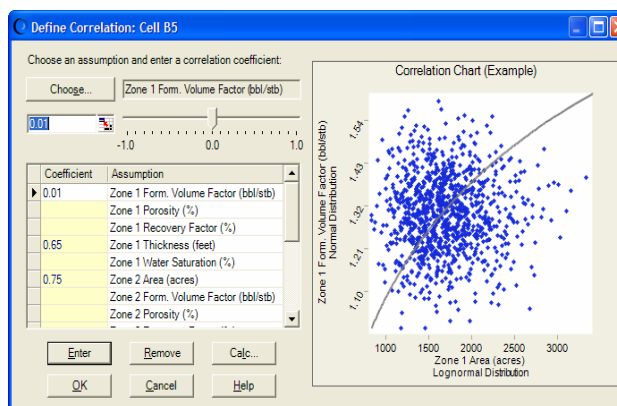 Define Correlation: Cell B5
Choose an assumption and enter a correlation coefficient:
Choose... Zone 1 Form. Volume Factor (bbl/stb)
0.01
-1.0 0.0 1.0
Coefficient Assumption
0.01 Zone 1 Form. Volume Factor (bbl/stb)
Zone 1 Porosity (%)
Zone 1 Recovery Factor (%)
0.65 Zone 1 Thickness (feet)
Zone 1 Water Saturation (%)
0.75 Zone 2 Area (acres)
Zone 2 Form. Volume Factor (bbl/stb)
Zone 2 Porosity (%)
Enter Remove Calc...
OK Cancel Help
Correlation Chart (Example)
Zone 1 Form. Volume Factor (bbl/stb)
Normal Distribution
1.54
1.43
1.32
1.21
1.10
1000 1500 2000 2500 3000
Zone 1 Area (acres)
Lognormal Distribution